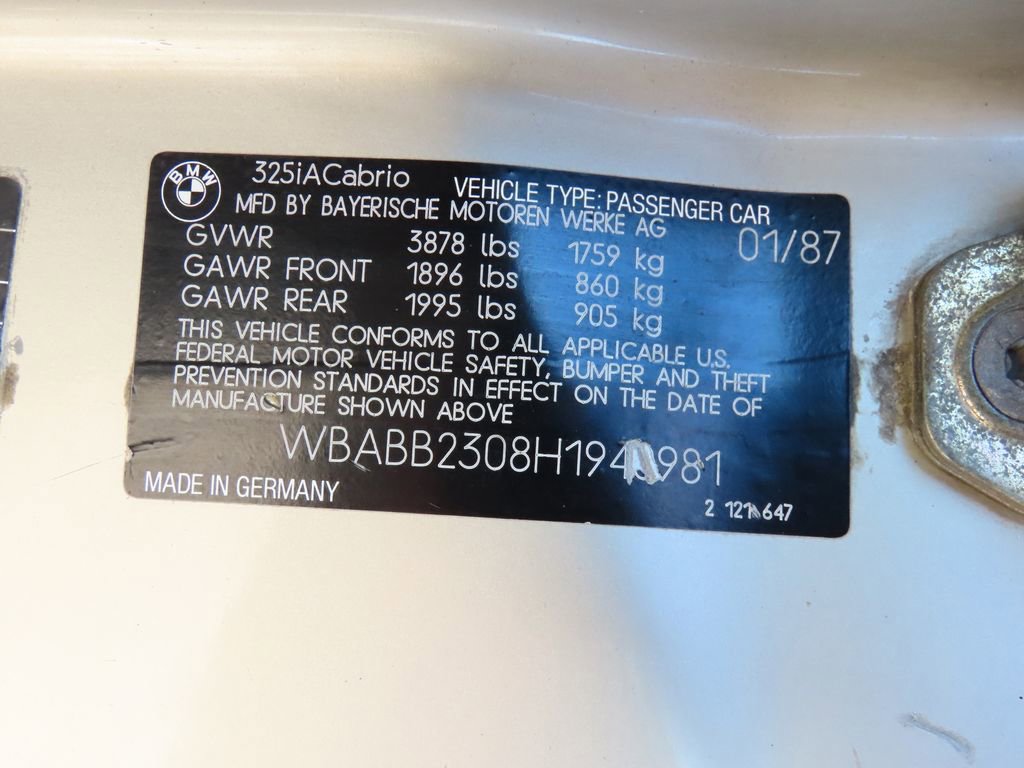 BMW
325iACabrio VEHICLE TYPE: PASSENGER CAR
MFD BY BAYERISCHE MOTOREN WERKE AG
GVWR 3878 lbs 1759 kg 01/87
GAWR FRONT 1896 lbs 860 kg
GAWR REAR 1995 lbs 905 kg
THIS VEHICLE CONFORMS TO ALL APPLICABLE U.S.
FEDERAL MOTOR VEHICLE SAFETY, BUMPER AND THEFT
PREVENTION STANDARDS IN EFFECT ON THE DATE OF
MANUFACTURE SHOWN ABOVE
WBABB2308H1940981
MADE IN GERMANY
2 121 647